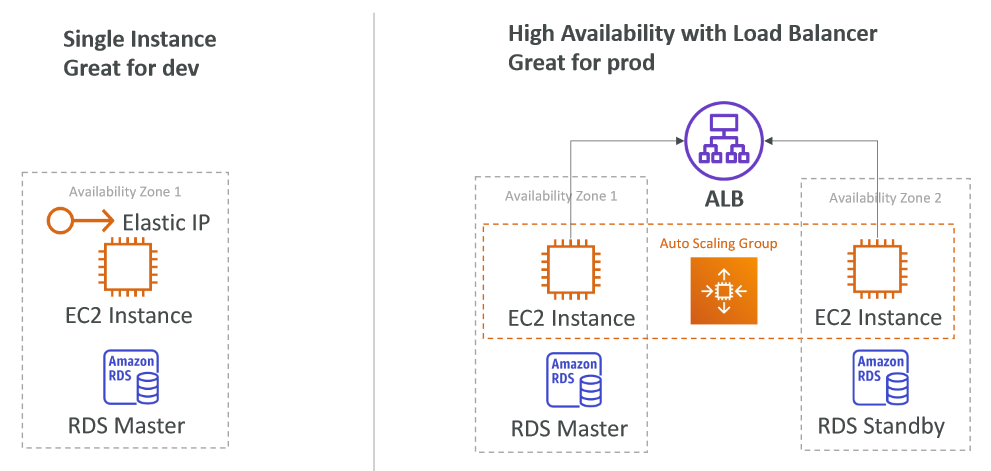 Single Instance
Great for dev
Availability Zone 1
Elastic IP
EC2 Instance
Amazon
RDS
RDS Master
High Availability with Load Balancer
Great for prod
ALB
Availability Zone 1
Availability Zone 2
Auto Scaling Group
EC2 Instance
EC2 Instance
Amazon
RDS
RDS Master
Amazon
RDS
RDS Standby